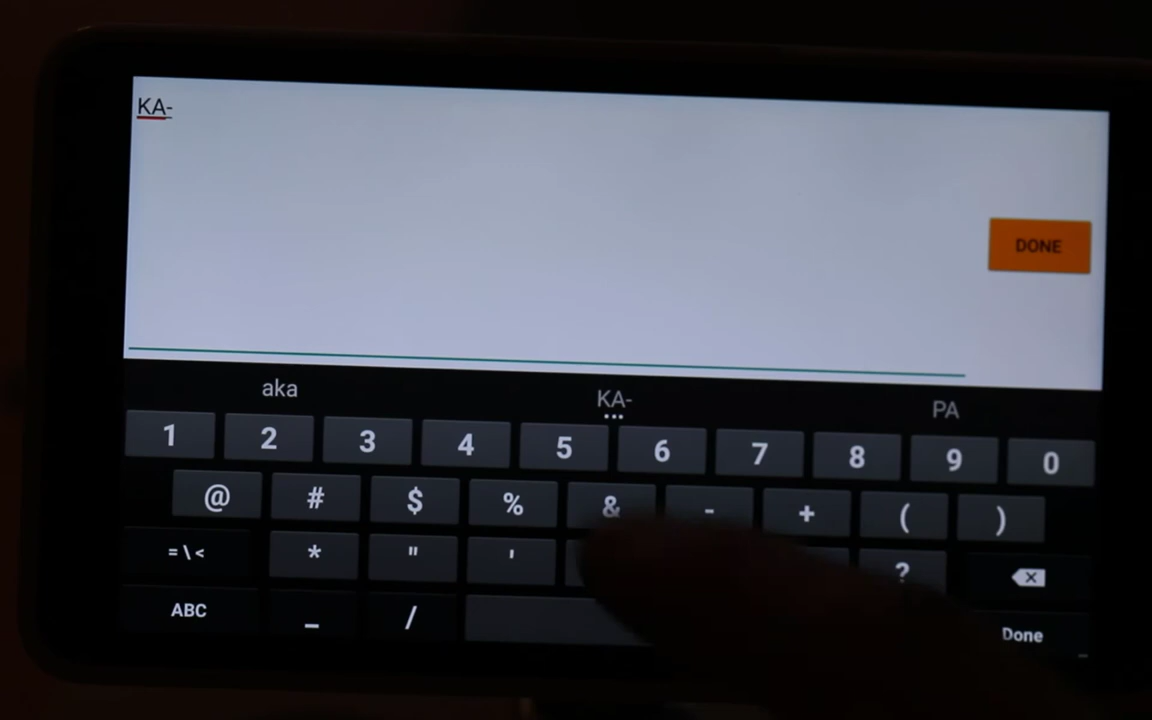 KA-
DONE
aka KA- PA
1 2 3 4 5 6 7 8 9 0
@ # $ % & - + ( )
=\< * " ' ?
ABC _ / Done